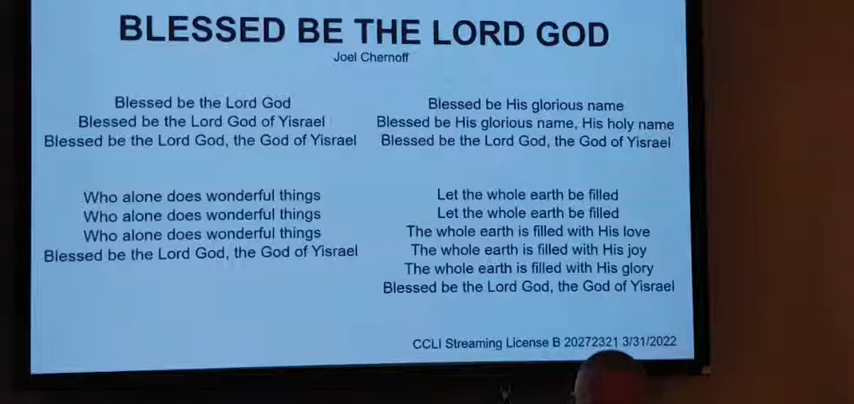 BLESSED BE THE LORD GOD
Joel Chernoff
Blessed be the Lord God
Blessed be the Lord God of Yisrael
Blessed be the Lord God, the God of Yisrael
Who alone does wonderful things
Who alone does wonderful things
Who alone does wonderful things
Blessed be the Lord God, the God of Yisrael
Blessed be His glorious name
Blessed be His glorious name, His holy name
Blessed be the Lord God, the God of Yisrael
Let the whole earth be filled
Let the whole earth be filled
The whole earth is filled with His love
The whole earth is filled with His joy
The whole earth is filled with His glory
Blessed be the Lord God, the God of Yisrael
CCLI Streaming License B 20272321 3/31/2022